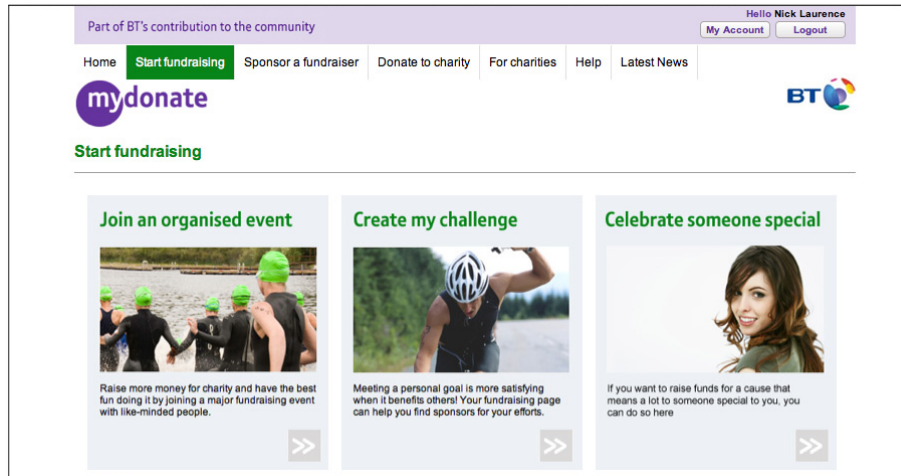 Part of BT's contribution to the community
Hello Nick Laurence
My Account Logout
Home Start fundraising Sponsor a fundraiser Donate to charity For charities Help Latest News
mydonate
BT
Start fundraising
Join an organised event
Raise more money for charity and have the best
fun doing it by joining a major fundraising event
with like-minded people.
Create my challenge
Meeting a personal goal is more satisfying
when it benefits others! Your fundraising page
can help you find sponsors for your efforts.
Celebrate someone special
If you want to raise funds for a cause that
means a lot to someone special to you, you
can do so here